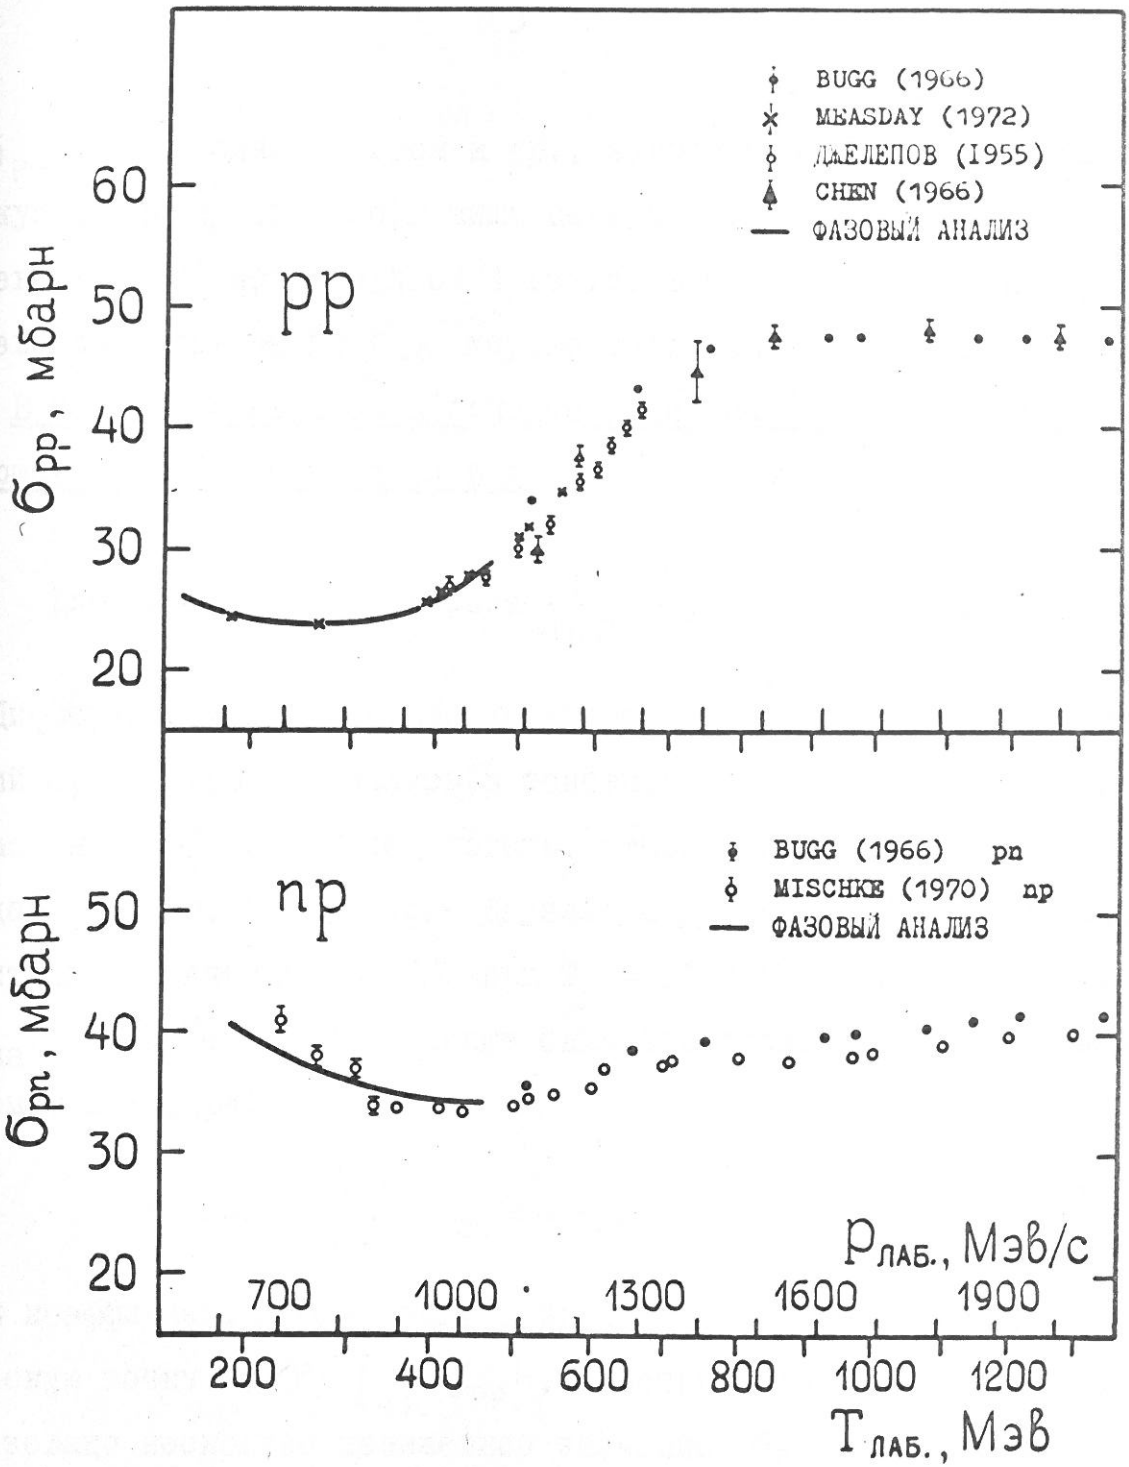 BUGG (1966)
MEASDAY (1972)
ДЖЕЛЕПОВ (1955)
CHEN (1966)
ФАЗОВЫЙ АНАЛИЗ
pp
σpp, мбарн
60
50
40
30
20
BUGG (1966) pn
MISCHKE (1970) np
ФАЗОВЫЙ АНАЛИЗ
np
σpn, мбарн
50
40
30
20
Pлаб., Мэв/с
700 1000 1300 1600 1900
200 400 600 800 1000 1200
Tлаб., Мэв